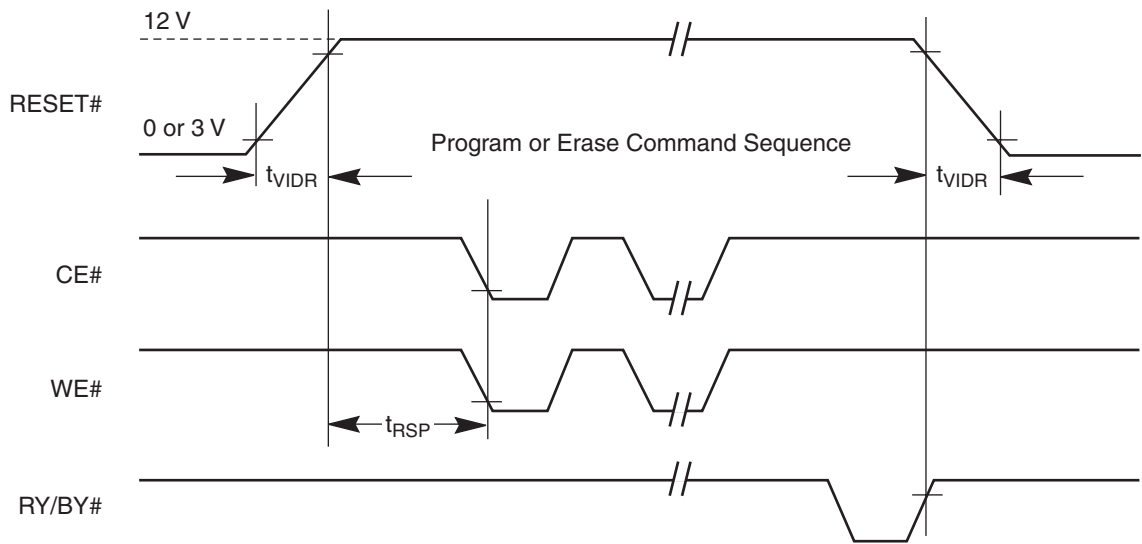 12 V
RESET#
0 or 3 V
Program or Erase Command Sequence
tVIDR
tVIDR
CE#
WE#
tRSP
RY/BY#